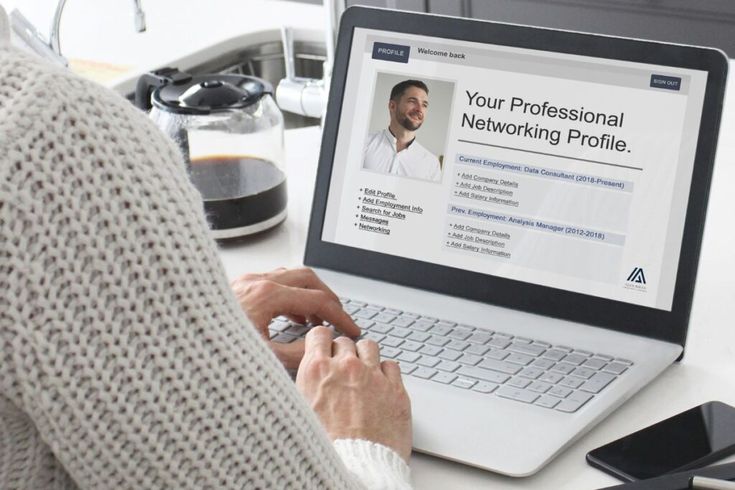 PROFILE
Welcome back
SIGN OUT
Your Professional
Networking Profile.
Current Employment: Data Consultant (2018-Present)
+ Add Company Details
+ Add Job Description
+ Add Salary Information
Prev. Employment: Analysis Manager (2012-2018)
+ Add Company Details
+ Add Job Description
+ Add Salary Information
+ Edit Profile
+ Add Employment Info
+ Search for Jobs
+ Messages
+ Networking